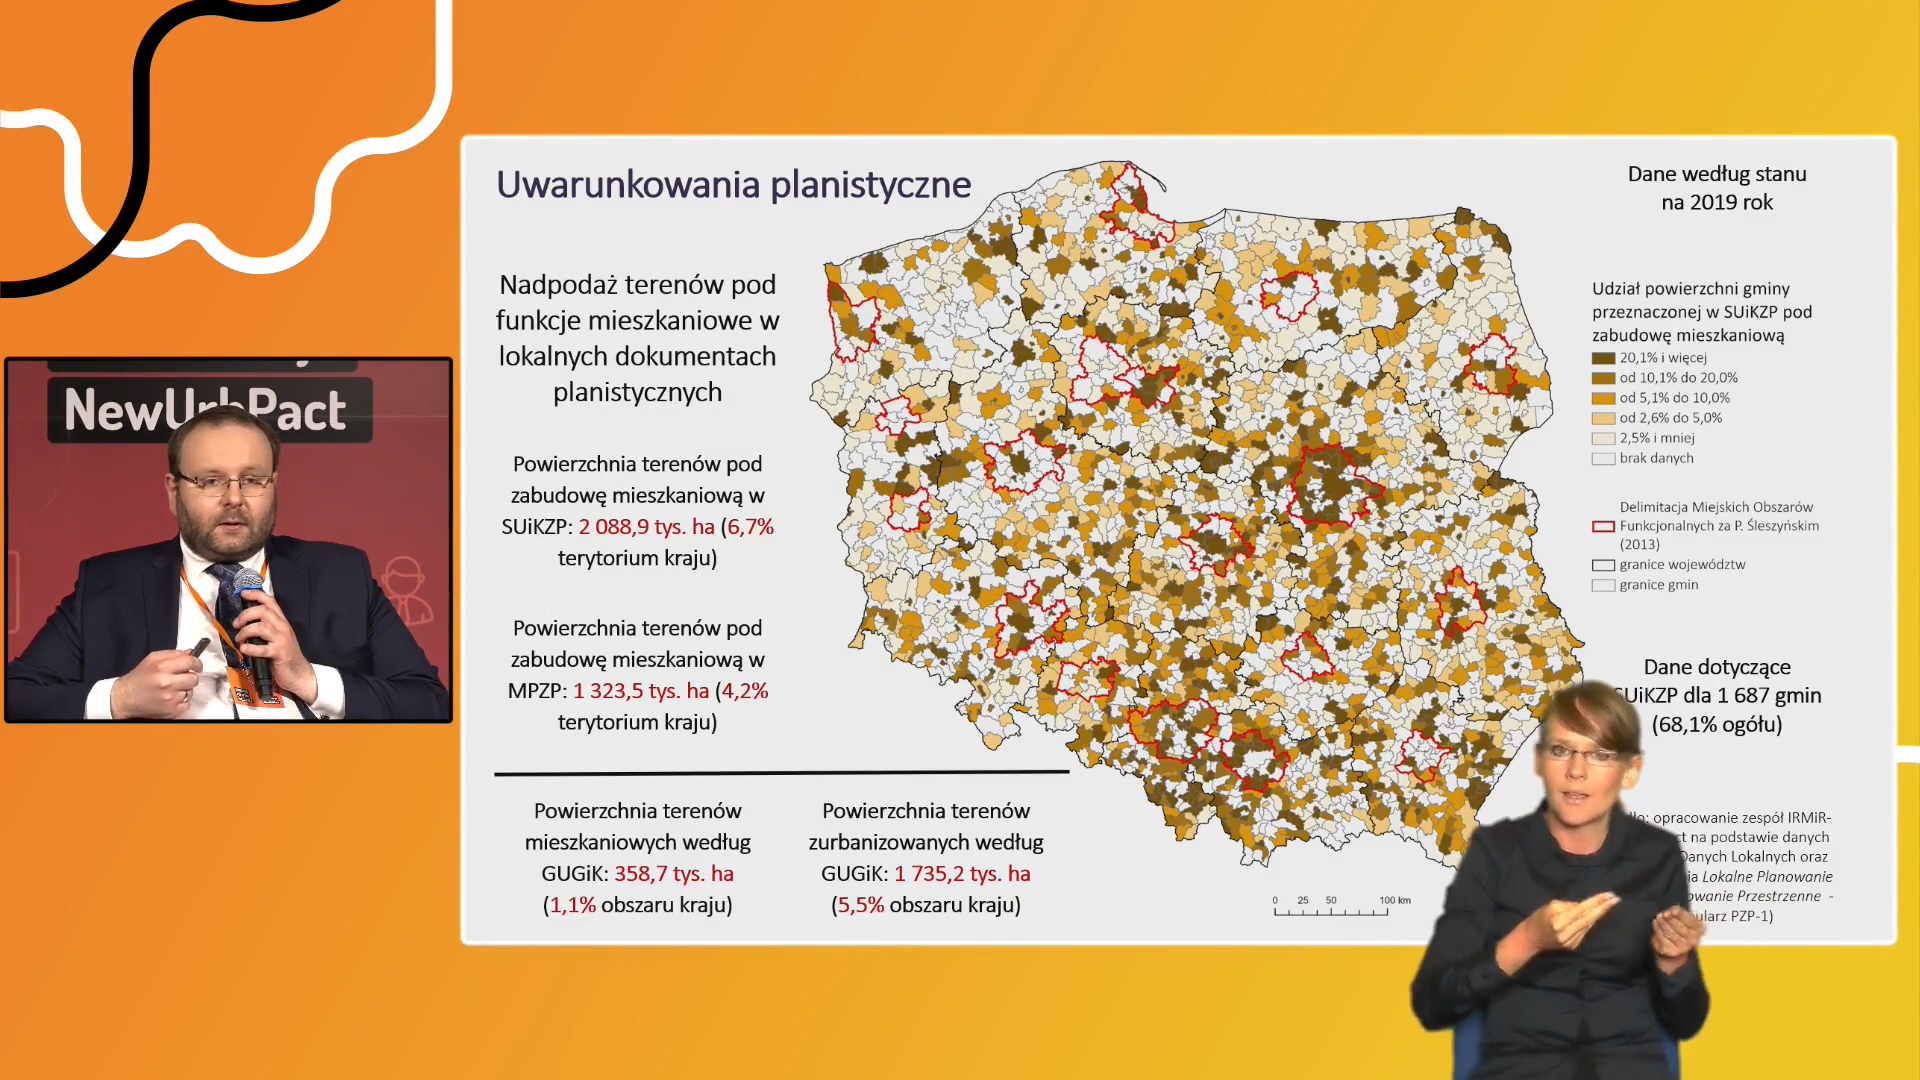 NewUrbPact
Uwarunkowania planistyczne
Nadpodaż terenów pod
funkcje mieszkaniowe w
lokalnych dokumentach
planistycznych
Powierzchnia terenów pod
zabudowę mieszkaniową w
SUiKZP: 2 088,9 tys. ha (6,7%
terytorium kraju)
Powierzchnia terenów pod
zabudowę mieszkaniową w
MPZP: 1 323,5 tys. ha (4,2%
terytorium kraju)
Powierzchnia terenów
mieszkaniowych według
GUGiK: 358,7 tys. ha
(1,1% obszaru kraju)
Powierzchnia terenów
zurbanizowanych według
GUGiK: 1 735,2 tys. ha
(5,5% obszaru kraju)
0 25 50 100 km
Dane według stanu
na 2019 rok
Udział powierzchni gminy
przeznaczonej w SUiKZP pod
zabudowę mieszkaniową
20,1% i więcej
od 10,1% do 20,0%
od 5,1% do 10,0%
od 2,6% do 5,0%
2,5% i mniej
brak danych
Delimitacja Miejskich Obszarów
Funkcjonalnych za P. Śleszyńskim
(2013)
granice województw
granice gmin
Dane dotyczące
SUiKZP dla 1 687 gmin
(68,1% ogółu)
opracowanie zespół IRMiR-
na podstawie danych
Danych Lokalnych oraz
Lokalne Planowanie
Przestrzenne -
PZP-1)